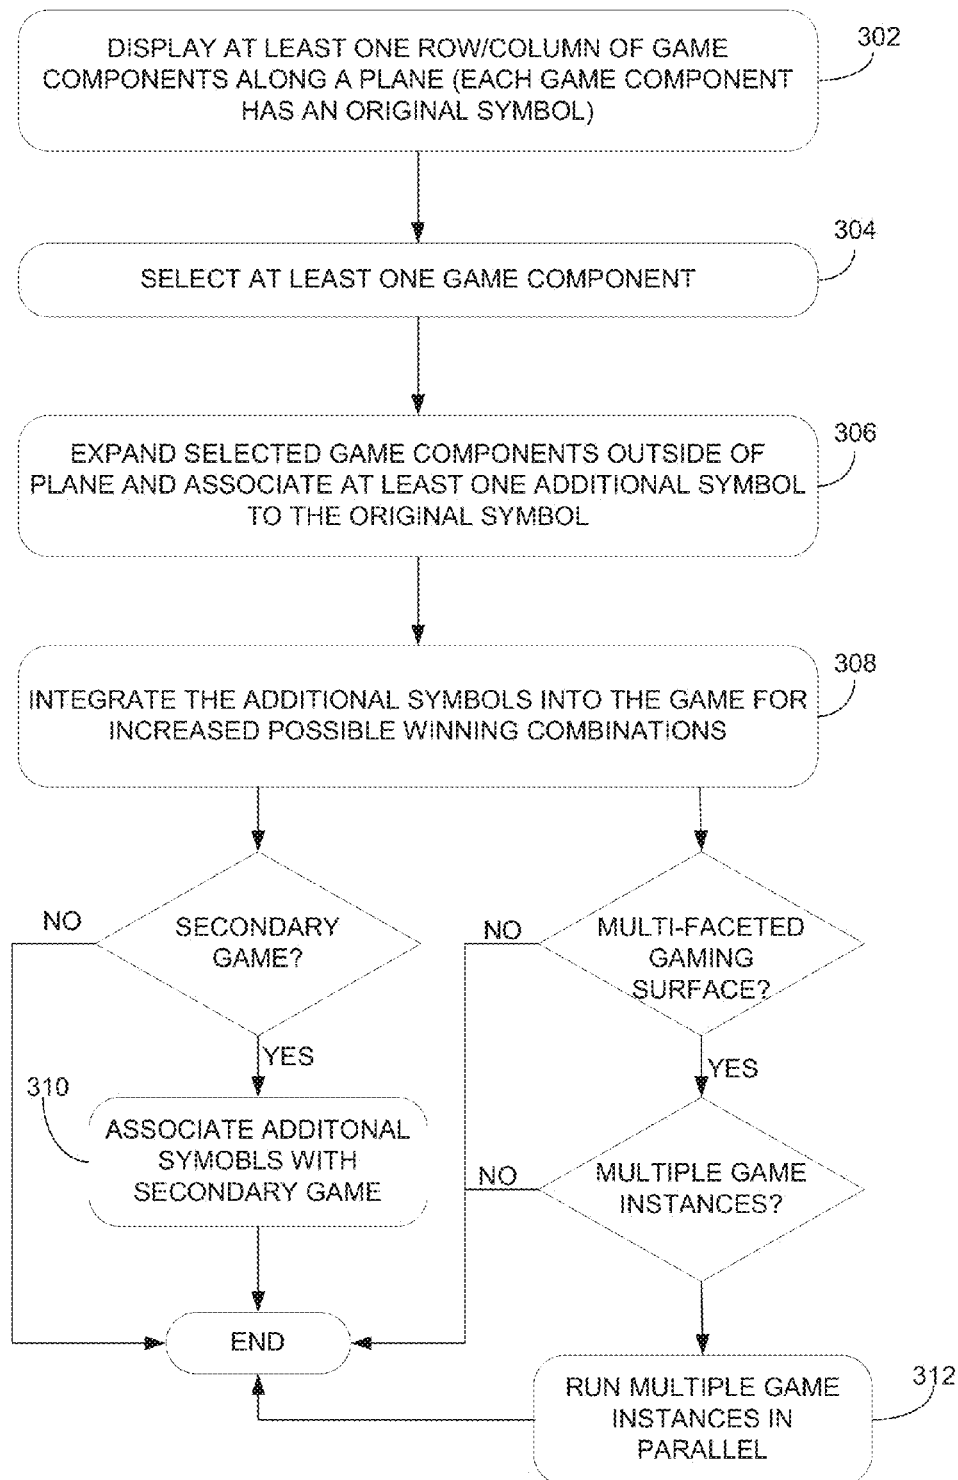 DISPLAY AT LEAST ONE ROW/COLUMN OF GAME
COMPONENTS ALONG A PLANE (EACH GAME COMPONENT
HAS AN ORIGINAL SYMBOL)
302
304
SELECT AT LEAST ONE GAME COMPONENT
306
EXPAND SELECTED GAME COMPONENTS OUTSIDE OF
PLANE AND ASSOCIATE AT LEAST ONE ADDITIONAL SYMBOL
TO THE ORIGINAL SYMBOL
308
INTEGRATE THE ADDITIONAL SYMBOLS INTO THE GAME FOR
INCREASED POSSIBLE WINNING COMBINATIONS
NO
SECONDARY
GAME?
NO
MULTI-FACETED
GAMING
SURFACE?
YES
YES
310
ASSOCIATE ADDITONAL
SYMOBLS WITH
SECONDARY GAME
NO
MULTIPLE GAME
INSTANCES?
END
312
RUN MULTIPLE GAME
INSTANCES IN
PARALLEL